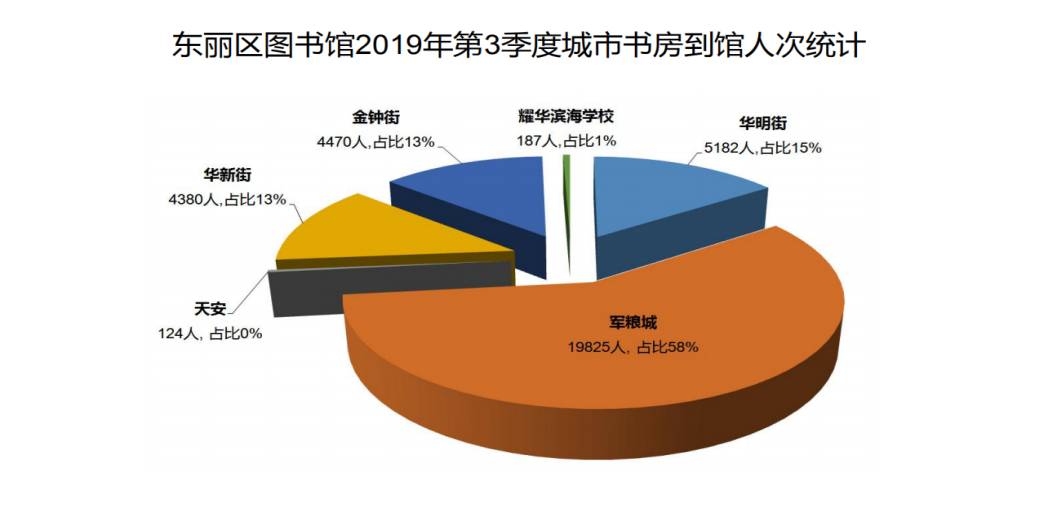 东丽区图书馆2019年第3季度城市书房到馆人次统计
耀华滨海学校
187人,占比1%
华明街
5182人,占比15%
金钟街
4470人,占比13%
华新街
4380人,占比13%
天安
124人, 占比0%
军粮城
19825人, 占比58%